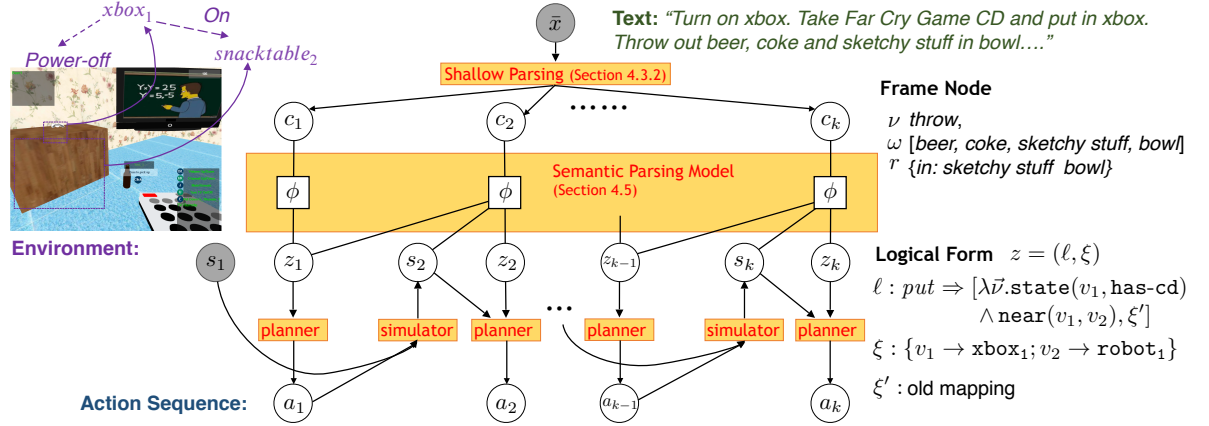 xbox₁
On
Power-off
snacktable₂
Y-Y= 25
Y = 5,-5
Environment:
x̄
Text: “Turn on xbox. Take Far Cry Game CD and put in xbox.
Throw out beer, coke and sketchy stuff in bowl….”
Shallow Parsing (Section 4.3.2)
c₁
c₂
......
cₖ
Frame Node
ν throw,
ω [beer, coke, sketchy stuff, bowl]
r {in: sketchy stuff bowl}
Semantic Parsing Model
(Section 4.5)
ϕ
ϕ
ϕ
s₁
z₁
s₂
z₂
zₖ₋₁
sₖ
zₖ
Logical Form z = (ℓ, ξ)
ℓ : put ⇒ [λν⃗.state(v₁, has-cd)
∧ near(v₁, v₂), ξ′]
ξ : {v₁ → xbox₁; v₂ → robot₁}
ξ′ : old mapping
...
planner
simulator
planner
planner
simulator
planner
Action Sequence:
a₁
a₂
aₖ₋₁
aₖ